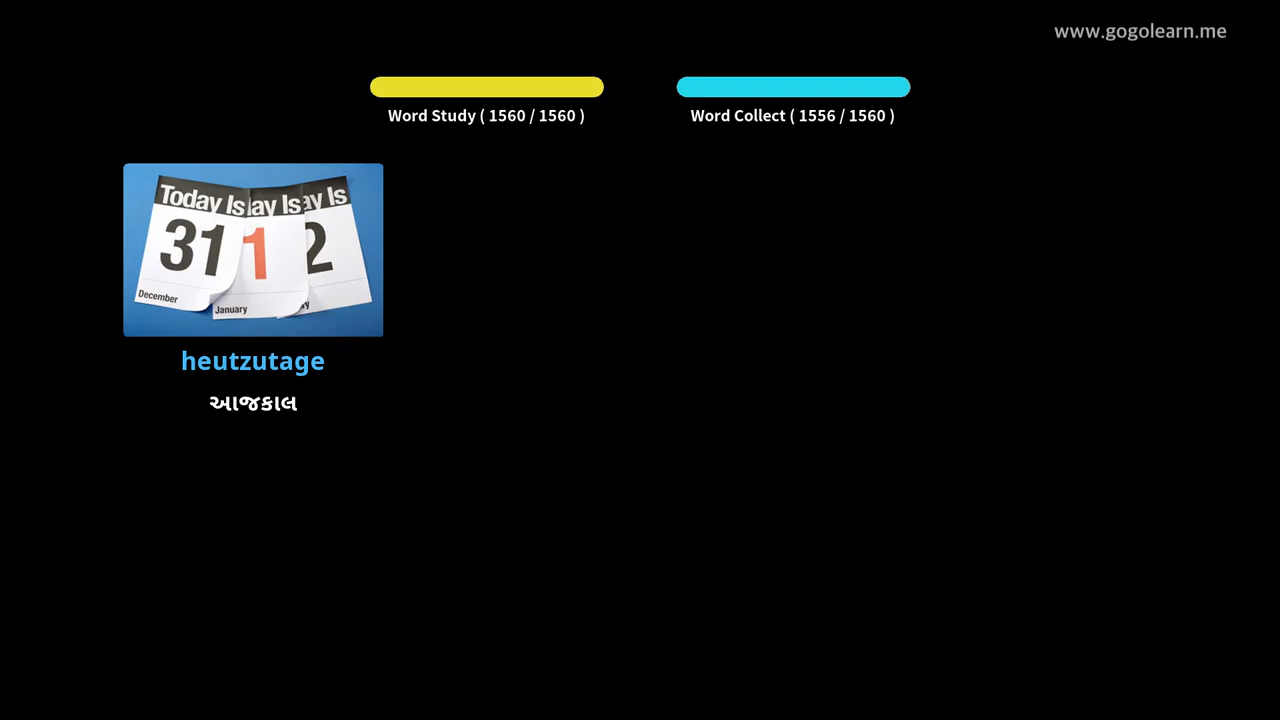 www.gogolearn.me
Word Study ( 1560 / 1560 )
Word Collect ( 1556 / 1560 )
Today Is
ay Is
ay Is
31
1
2
December
January
heutzutage
આજકાલ